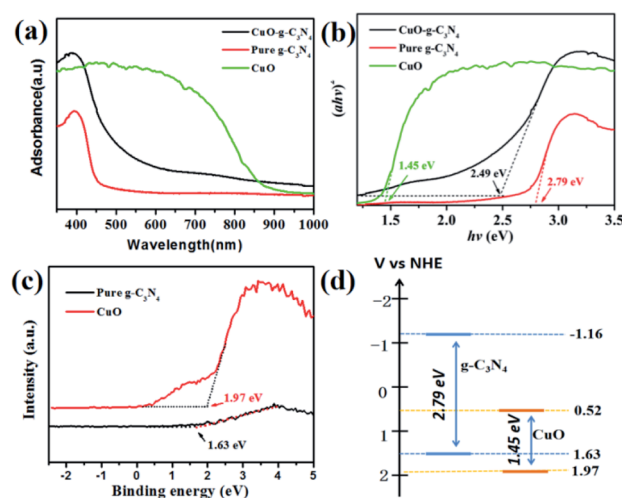 (a)
CuO-g-C₃N₄
Pure g-C₃N₄
CuO
Adsorbance(a.u)
400 500 600 700 800 900 1000
Wavelength(nm)
(b)
CuO-g-C₃N₄
Pure g-C₃N₄
CuO
1.45 eV
2.49 eV
2.79 eV
1.5 2.0 2.5 3.0 3.5
hν (eV)
(c)
Pure g-C₃N₄
CuO
Intensity (a.u.)
1.97 eV
1.63 eV
-2 -1 0 1 2 3 4 5
Binding energy (eV)
(d)
V vs NHE
-2
-1
0
1
2
g-C₃N₄
2.79 eV
CuO
1.45 eV
-1.16
0.52
1.63
1.97